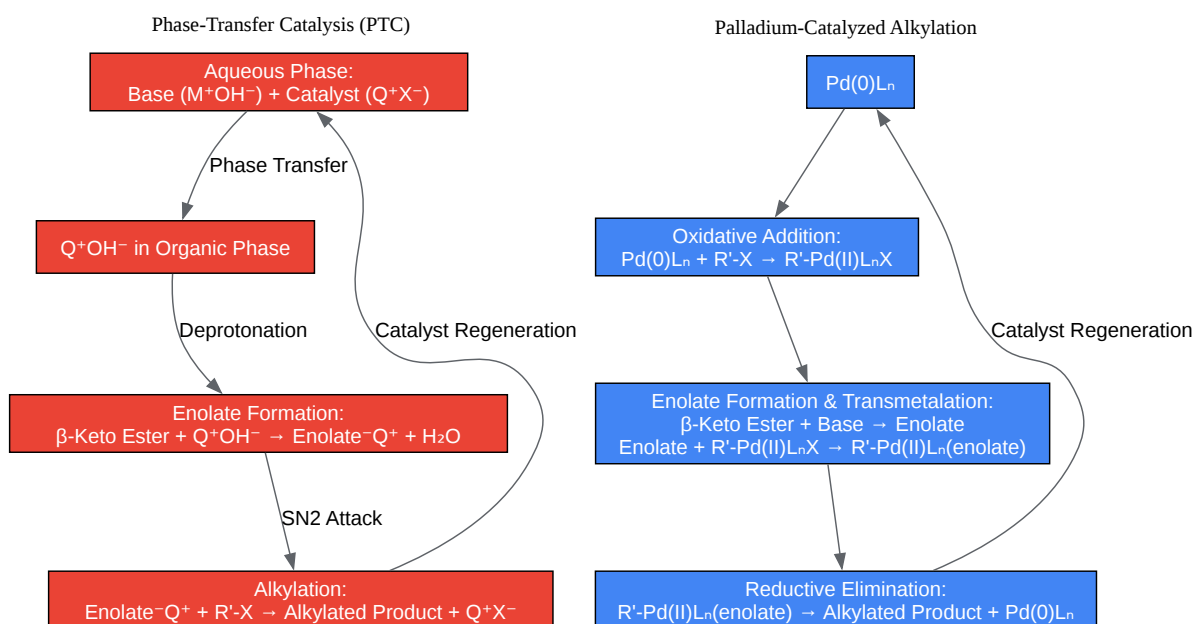 Phase-Transfer Catalysis (PTC)
Aqueous Phase:
Base (M⁺OH⁻) + Catalyst (Q⁺X⁻)
Phase Transfer
Q⁺OH⁻ in Organic Phase
Deprotonation
Catalyst Regeneration
Enolate Formation:
β-Keto Ester + Q⁺OH⁻ → Enolate⁻Q⁺ + H₂O
SN2 Attack
Alkylation:
Enolate⁻Q⁺ + R'-X → Alkylated Product + Q⁺X⁻
Palladium-Catalyzed Alkylation
Pd(0)Lₙ
Oxidative Addition:
Pd(0)Lₙ + R'-X → R'-Pd(II)LₙX
Catalyst Regeneration
Enolate Formation & Transmetalation:
β-Keto Ester + Base → Enolate
Enolate + R'-Pd(II)LₙX → R'-Pd(II)Lₙ(enolate)
Reductive Elimination:
R'-Pd(II)Lₙ(enolate) → Alkylated Product + Pd(0)Lₙ